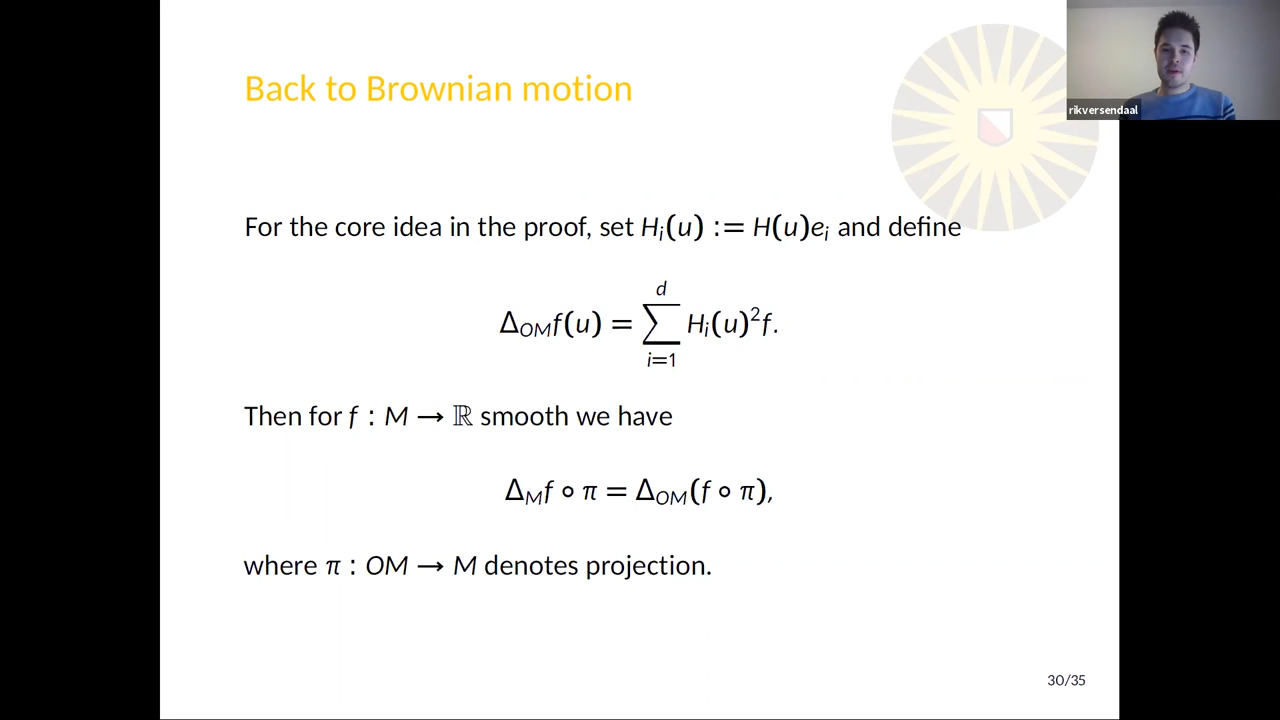 Back to Brownian motion
rikversendaal
For the core idea in the proof, set Hᵢ(u) := H(u)eᵢ and define
d
Δ_OM f(u) = ∑ Hᵢ(u)²f.
i=1
Then for f : M → ℝ smooth we have
Δ_M f ∘ π = Δ_OM(f ∘ π),
where π : OM → M denotes projection.
30/35